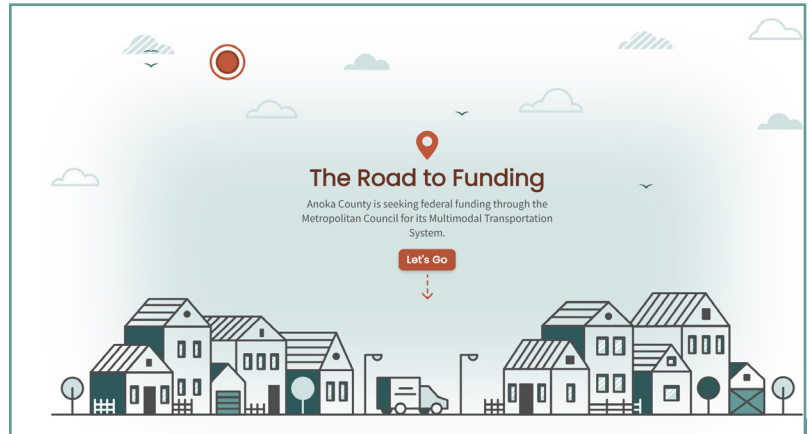 The Road to Funding
Anoka County is seeking federal funding through the
Metropolitan Council for its Multimodal Transportation
System.
Let's Go